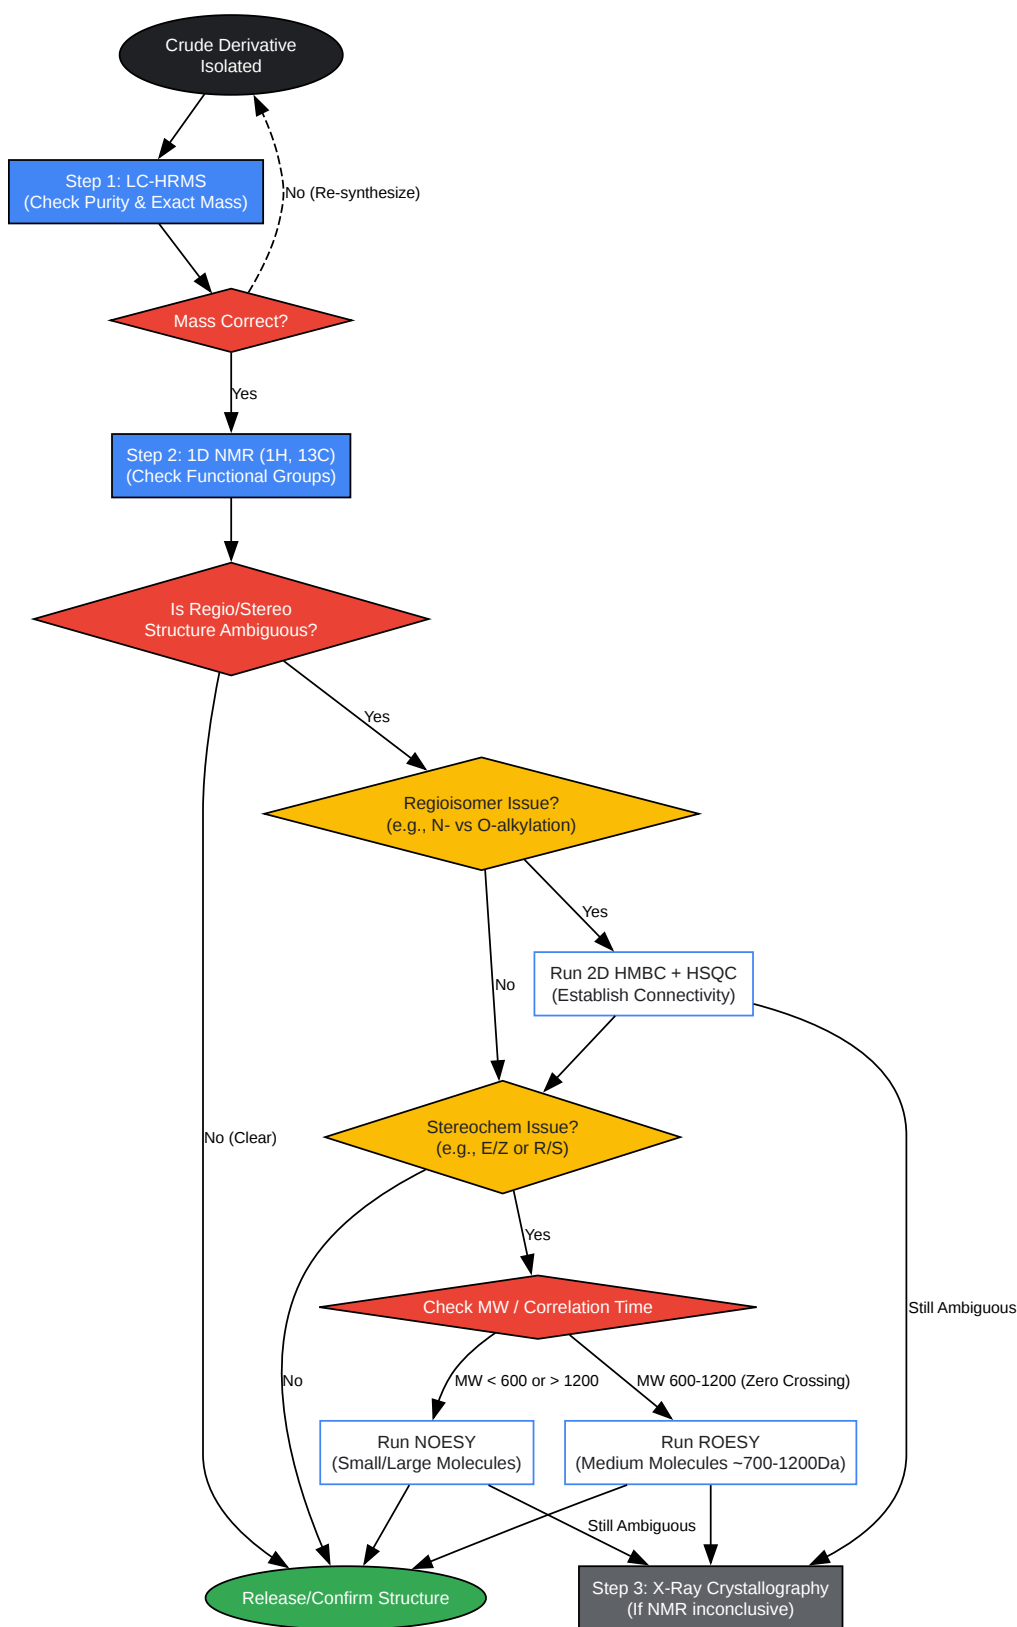 Crude Derivative
Isolated
Step 1: LC-HRMS
(Check Purity & Exact Mass)
No (Re-synthesize)
Mass Correct?
Yes
Step 2: 1D NMR (1H, 13C)
(Check Functional Groups)
Is Regio/Stereo
Structure Ambiguous?
Yes
Regioisomer Issue?
(e.g., N- vs O-alkylation)
Yes
Run 2D HMBC + HSQC
(Establish Connectivity)
No
Stereochem Issue?
(e.g., E/Z or R/S)
No (Clear)
Yes
Check MW / Correlation Time
Still Ambiguous
No
MW < 600 or > 1200
MW 600-1200 (Zero Crossing)
Run NOESY
(Small/Large Molecules)
Run ROESY
(Medium Molecules ~700-1200Da)
Still Ambiguous
Release/Confirm Structure
Step 3: X-Ray Crystallography
(If NMR inconclusive)